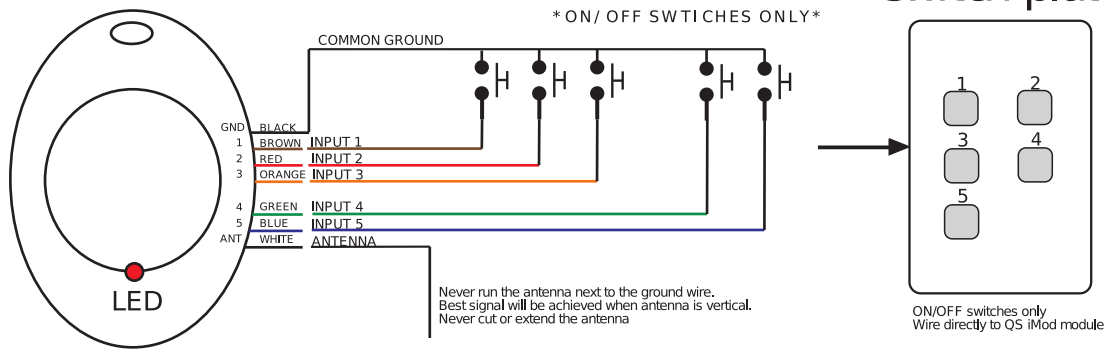 *ON/OFF SWTICHES ONLY*
COMMON GROUND
GND BLACK
1 BROWN INPUT 1
2 RED INPUT 2
3 ORANGE INPUT 3
4 GREEN INPUT 4
5 BLUE INPUT 5
ANT WHITE ANTENNA
LED
Never run the antenna next to the ground wire.
Best signal will be achieved when antenna is vertical.
Never cut or extend the antenna
1 2
3 4
5
ON/OFF switches only
Wire directly to QS iMod module